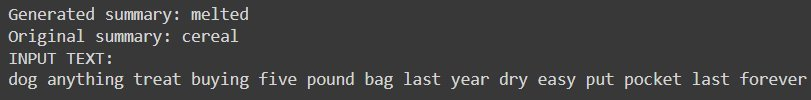 Generated summary: melted
Original summary: cereal
INPUT TEXT:
dog anything treat buying five pound bag last year dry easy put pocket last forever